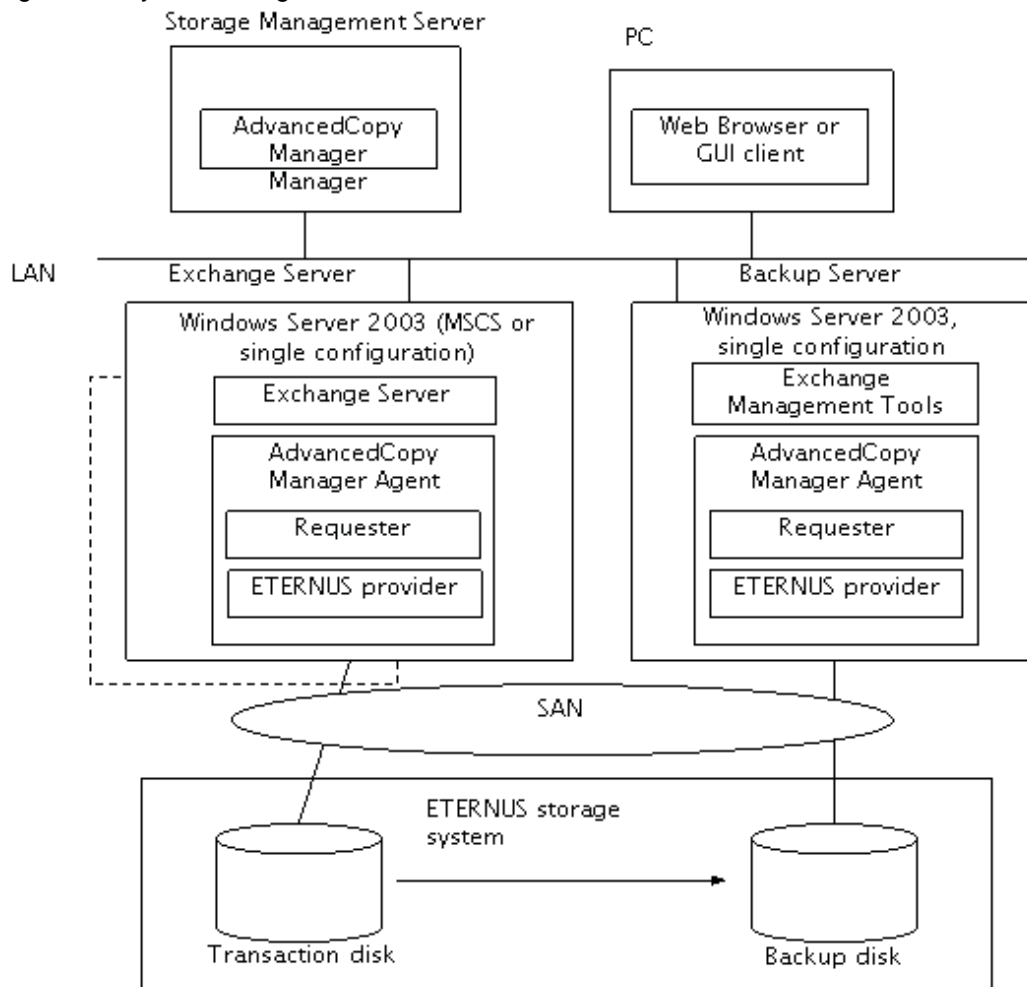 Storage Management Server
PC
AdvancedCopy
Manager
Manager
Web Browser or
GUI client
LAN
Exchange Server
Backup Server
Windows Server 2003 (MSCS or
single configuration)
Windows Server 2003,
single configuration
Exchange Server
Exchange
Management Tools
AdvancedCopy
Manager Agent
AdvancedCopy
Manager Agent
Requester
Requester
ETERNUS provider
ETERNUS provider
SAN
ETERNUS storage
system
Transaction disk
Backup disk